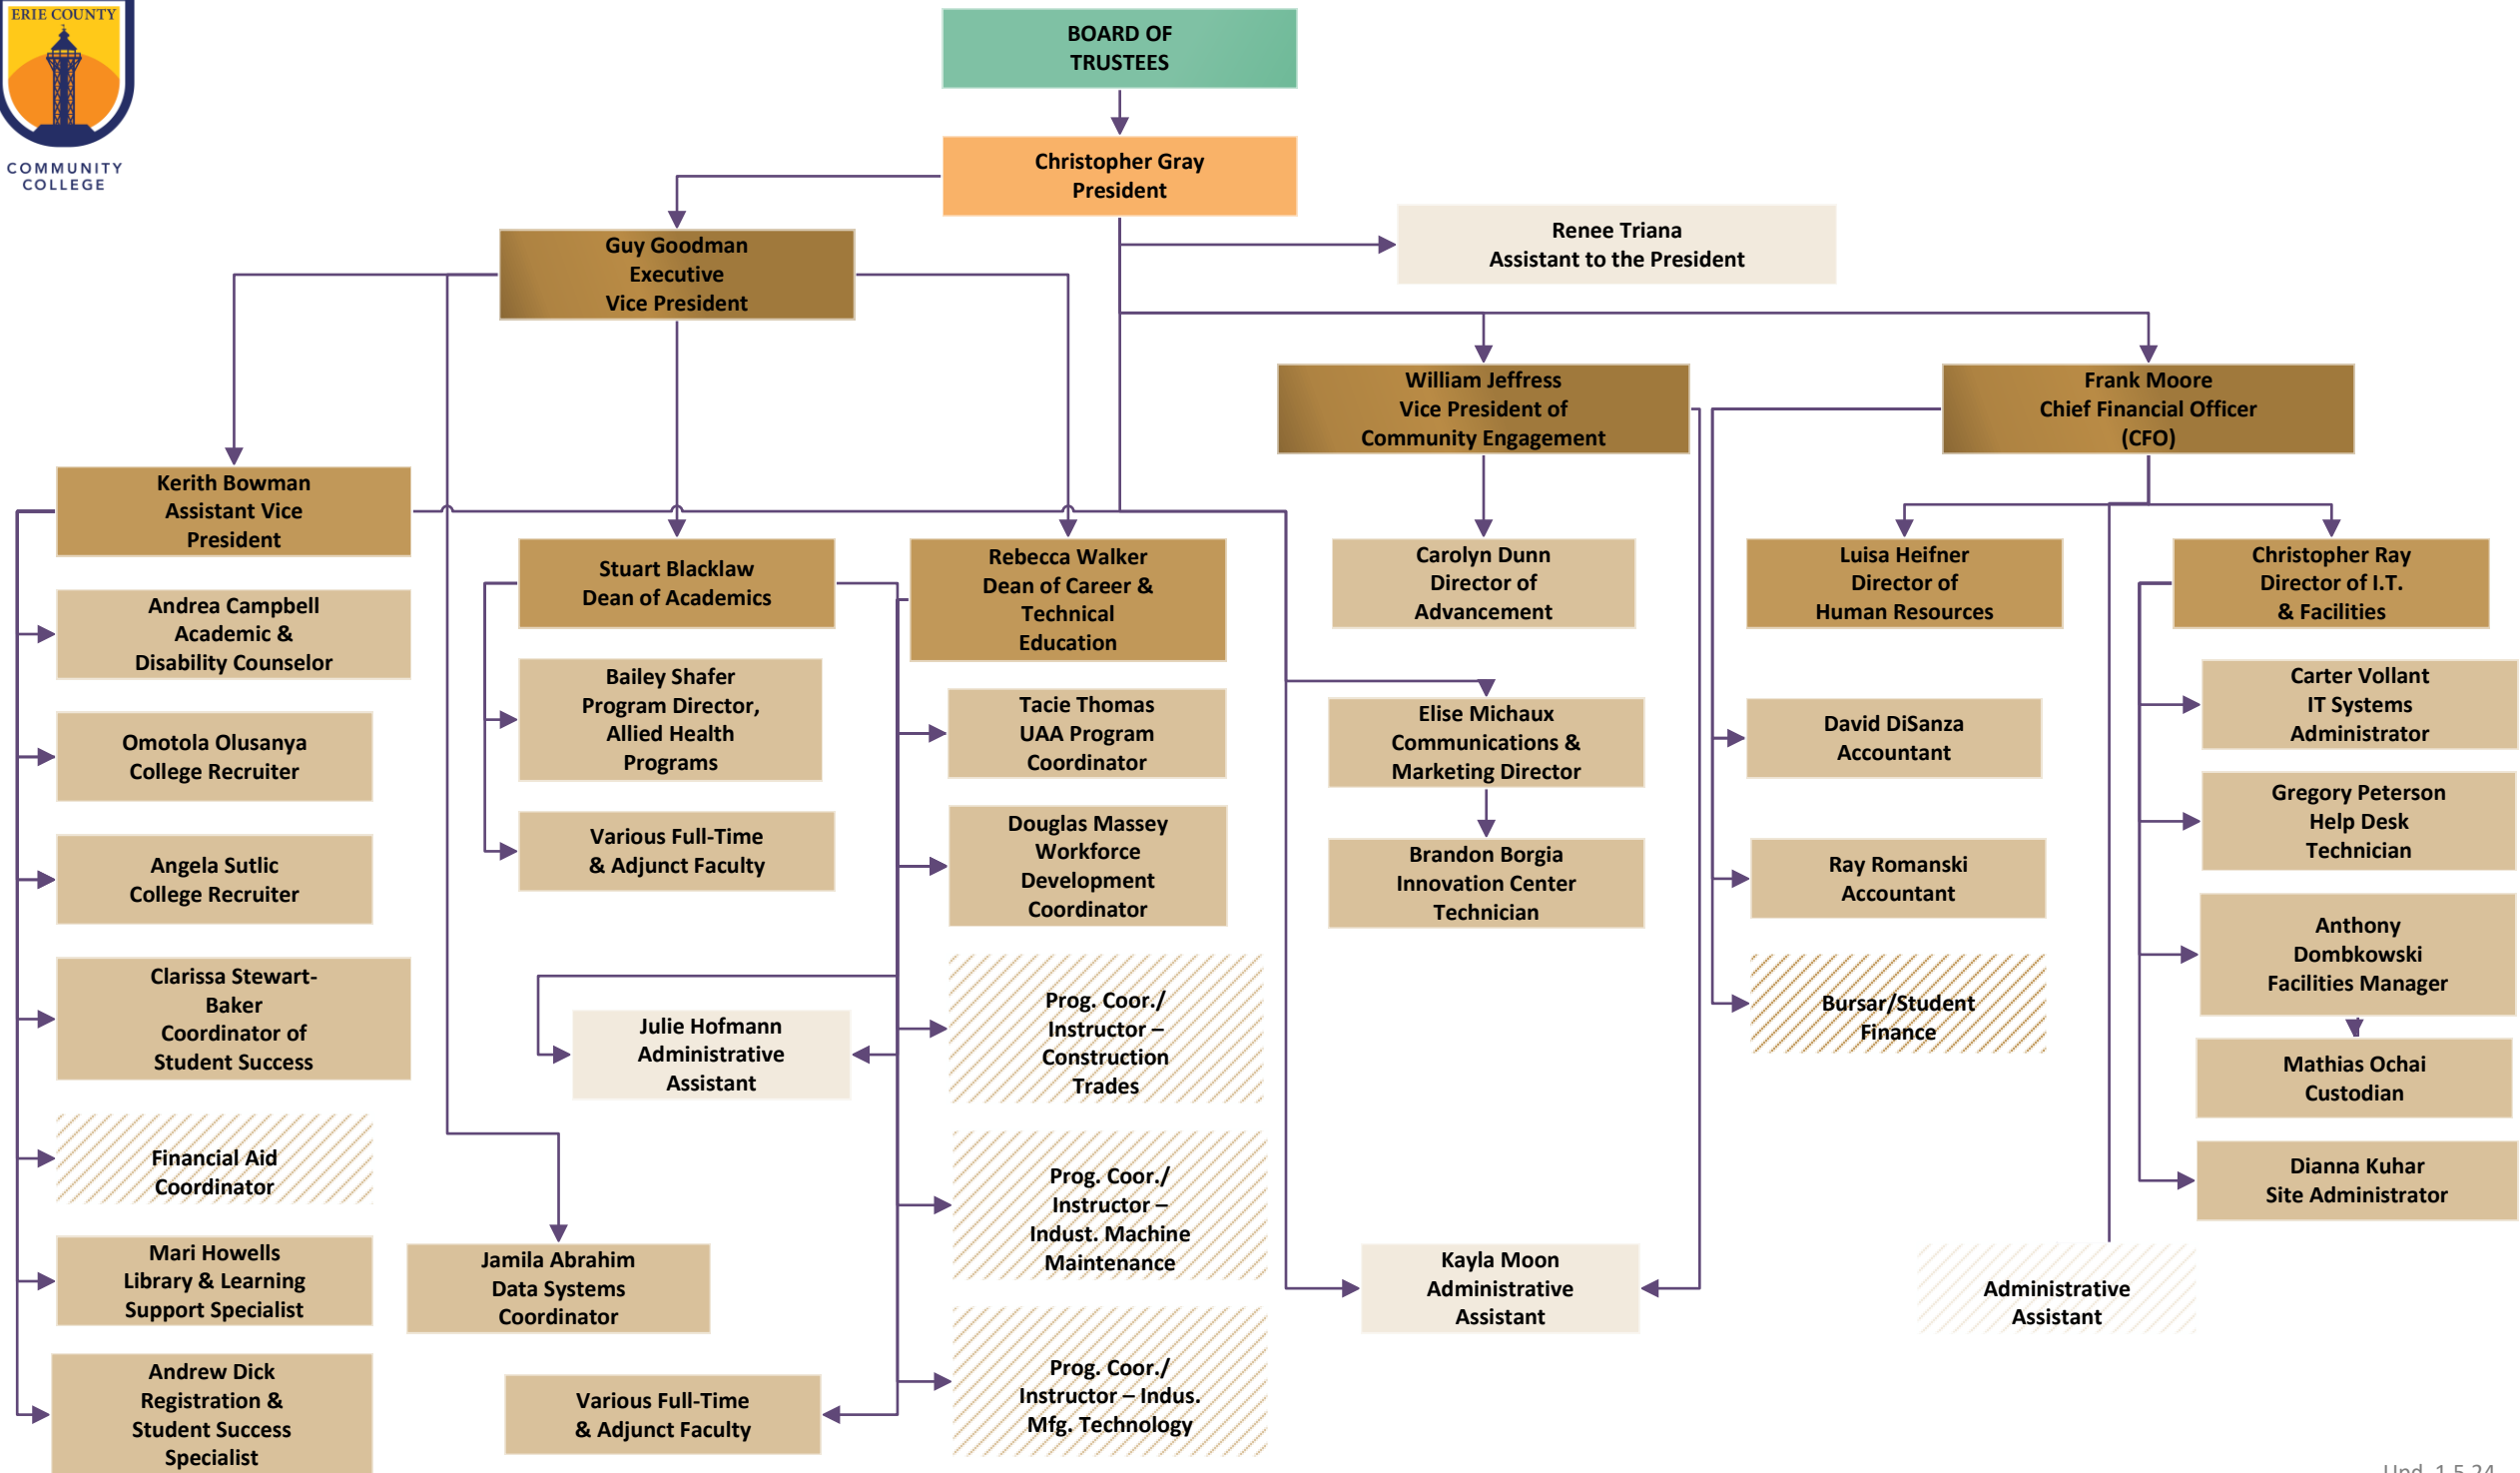 ERIE COUNTY
COMMUNITY
COLLEGE
BOARD OF
TRUSTEES
Christopher Gray
President
Renee Triana
Assistant to the President
Guy Goodman
Executive
Vice President
William Jeffress
Vice President of
Community Engagement
Frank Moore
Chief Financial Officer
(CFO)
Kerith Bowman
Assistant Vice
President
Andrea Campbell
Academic &
Disability Counselor
Omotola Olusanya
College Recruiter
Angela Sutlic
College Recruiter
Clarissa Stewart-
Baker
Coordinator of
Student Success
Financial Aid
Coordinator
Mari Howells
Library & Learning
Support Specialist
Andrew Dick
Registration &
Student Success
Specialist
Stuart Blacklaw
Dean of Academics
Bailey Shafer
Program Director,
Allied Health
Programs
Various Full-Time
& Adjunct Faculty
Julie Hofmann
Administrative
Assistant
Jamila Abrahim
Data Systems
Coordinator
Various Full-Time
& Adjunct Faculty
Rebecca Walker
Dean of Career &
Technical
Education
Tacie Thomas
UAA Program
Coordinator
Douglas Massey
Workforce
Development
Coordinator
Prog. Coor./
Instructor –
Construction
Trades
Prog. Coor./
Instructor –
Indust. Machine
Maintenance
Prog. Coor./
Instructor – Indus.
Mfg. Technology
Carolyn Dunn
Director of
Advancement
Elise Michaux
Communications &
Marketing Director
Brandon Borgia
Innovation Center
Technician
Kayla Moon
Administrative
Assistant
Luisa Heifner
Director of
Human Resources
David DiSanza
Accountant
Ray Romanski
Accountant
Bursar/Student
Finance
Administrative
Assistant
Christopher Ray
Director of I.T.
& Facilities
Carter Vollant
IT Systems
Administrator
Gregory Peterson
Help Desk
Technician
Anthony
Dombkowski
Facilities Manager
Mathias Ochai
Custodian
Dianna Kuhar
Site Administrator
Upd. 1.5.24